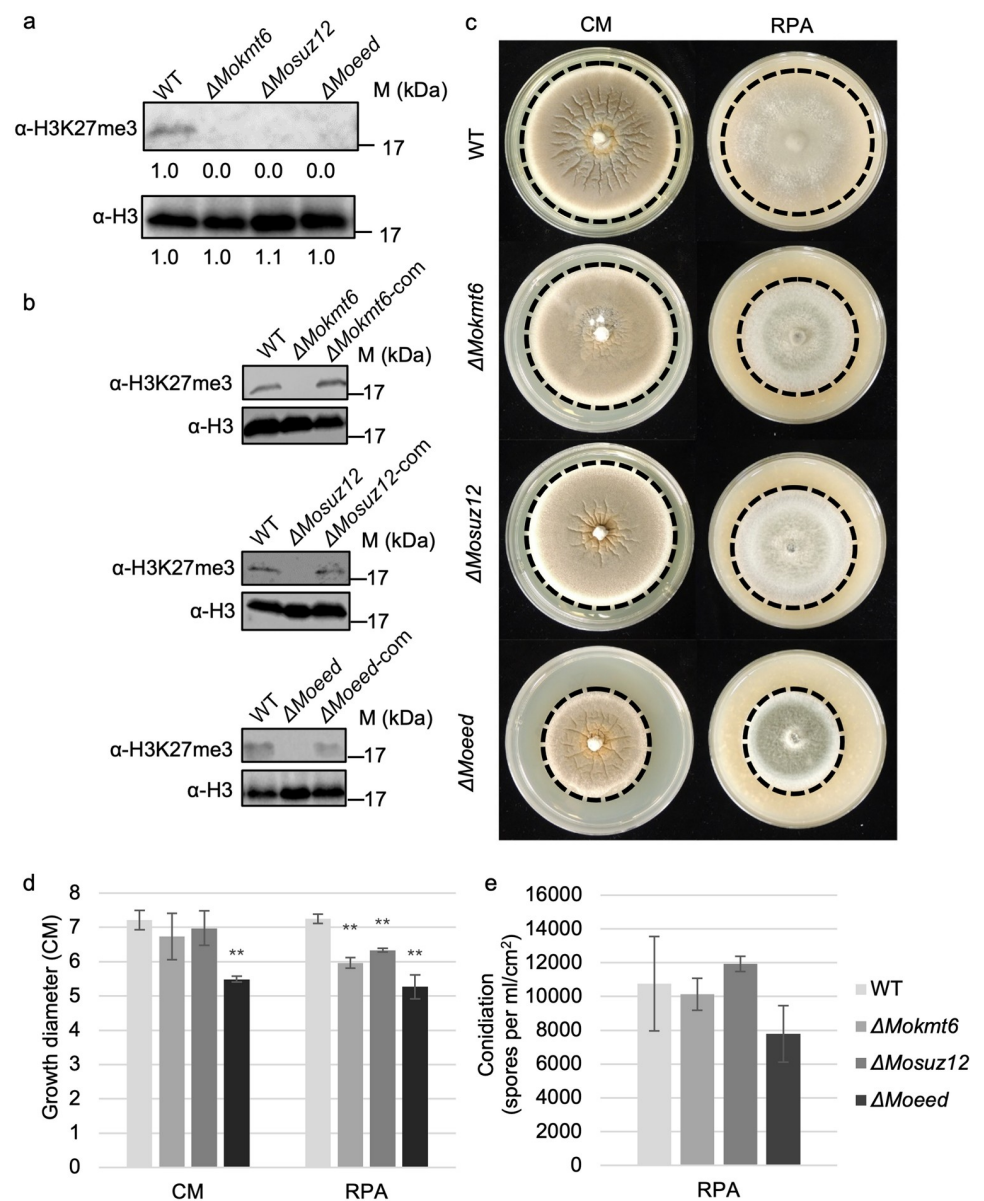 a
WT ΔMokmt6 ΔMosuz12 ΔMoeed M (kDa)
α-H3K27me3
17
1.0 0.0 0.0 0.0
α-H3
17
1.0 1.0 1.1 1.0
b
WT ΔMokmt6 ΔMokmt6-com M (kDa)
α-H3K27me3
17
α-H3
17
WT ΔMosuz12 ΔMosuz12-com M (kDa)
α-H3K27me3
17
α-H3
17
WT ΔMoeed ΔMoeed-com M (kDa)
α-H3K27me3
17
α-H3
17
c
CM RPA
WT
ΔMokmt6
ΔMosuz12
ΔMoeed
d
Growth diameter (CM)
8
7
6
5
4
3
2
1
0
**
** ** **
CM RPA
e
Conidiation
(spores per ml/cm²)
16000
14000
12000
10000
8000
6000
4000
2000
0
RPA
WT
ΔMokmt6
ΔMosuz12
ΔMoeed